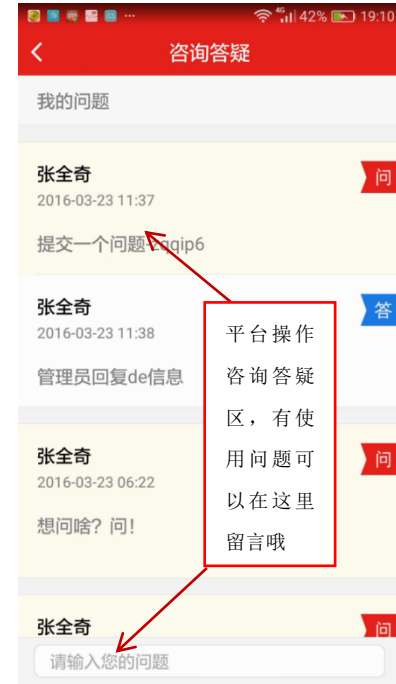 4G 42% 19:10
咨询答疑
我的问题
张全奇
问
2016-03-23 11:37
提交一个问题-zqqip6
张全奇
答
2016-03-23 11:38
管理员回复de信息
平台操作
咨询答疑
区，有使
用问题可
以在这里
留言哦
张全奇
问
2016-03-23 06:22
想问啥？问！
张全奇
问
请输入您的问题